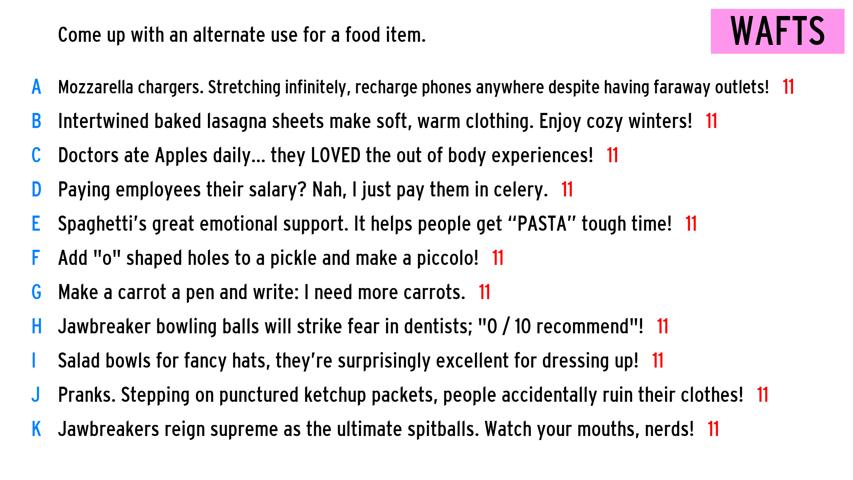 Come up with an alternate use for a food item.
WAFTS
A Mozzarella chargers. Stretching infinitely, recharge phones anywhere despite having faraway outlets! 11
B Intertwined baked lasagna sheets make soft, warm clothing. Enjoy cozy winters! 11
C Doctors ate Apples daily... they LOVED the out of body experiences! 11
D Paying employees their salary? Nah, I just pay them in celery. 11
E Spaghetti's great emotional support. It helps people get “PASTA” tough time! 11
F Add "o" shaped holes to a pickle and make a piccolo! 11
G Make a carrot a pen and write: I need more carrots. 11
H Jawbreaker bowling balls will strike fear in dentists; "0 / 10 recommend"! 11
I Salad bowls for fancy hats, they're surprisingly excellent for dressing up! 11
J Pranks. Stepping on punctured ketchup packets, people accidentally ruin their clothes! 11
K Jawbreakers reign supreme as the ultimate spitballs. Watch your mouths, nerds! 11